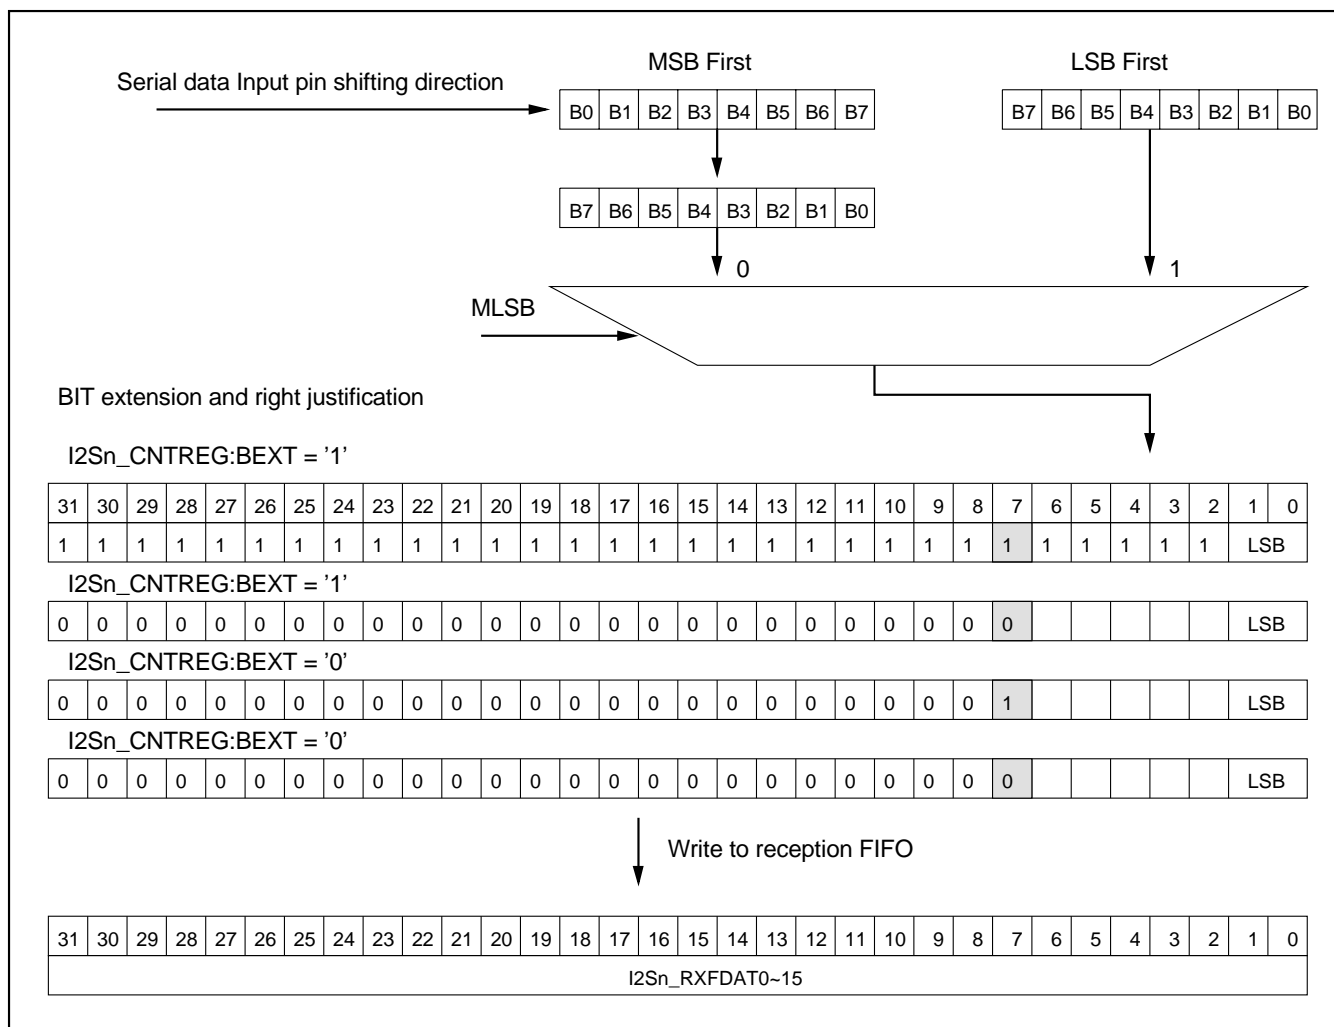 MSB First LSB First
Serial data Input pin shifting direction
B0 B1 B2 B3 B4 B5 B6 B7 B7 B6 B5 B4 B3 B2 B1 B0
B7 B6 B5 B4 B3 B2 B1 B0
0 1
MLSB
BIT extension and right justification
I2Sn_CNTREG:BEXT = '1'
31 30 29 28 27 26 25 24 23 22 21 20 19 18 17 16 15 14 13 12 11 10 9 8 7 6 5 4 3 2 1 0
1 1 1 1 1 1 1 1 1 1 1 1 1 1 1 1 1 1 1 1 1 1 1 1 1 1 1 1 1 1 LSB
I2Sn_CNTREG:BEXT = '1'
0 0 0 0 0 0 0 0 0 0 0 0 0 0 0 0 0 0 0 0 0 0 0 0 0 LSB
I2Sn_CNTREG:BEXT = '0'
0 0 0 0 0 0 0 0 0 0 0 0 0 0 0 0 0 0 0 0 0 0 0 0 1 LSB
I2Sn_CNTREG:BEXT = '0'
0 0 0 0 0 0 0 0 0 0 0 0 0 0 0 0 0 0 0 0 0 0 0 0 0 LSB
Write to reception FIFO
31 30 29 28 27 26 25 24 23 22 21 20 19 18 17 16 15 14 13 12 11 10 9 8 7 6 5 4 3 2 1 0
I2Sn_RXFDAT0~15